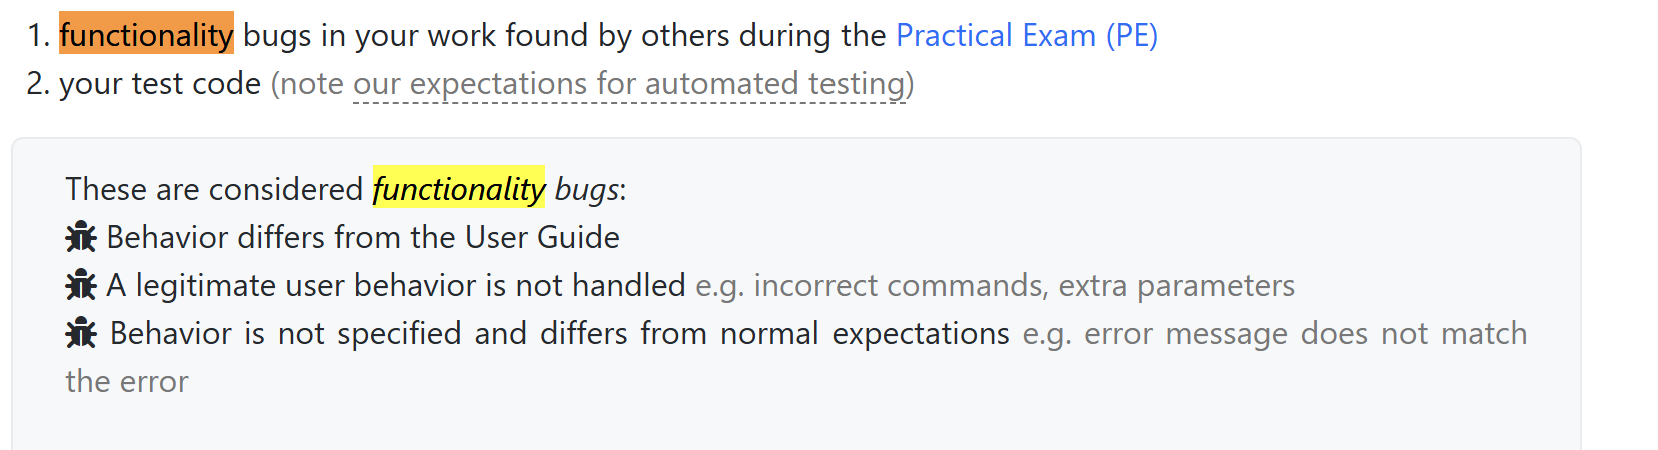 1. functionality bugs in your work found by others during the Practical Exam (PE)
2. your test code (note our expectations for automated testing)
These are considered functionality bugs:
Behavior differs from the User Guide
A legitimate user behavior is not handled e.g. incorrect commands, extra parameters
Behavior is not specified and differs from normal expectations e.g. error message does not match
the error